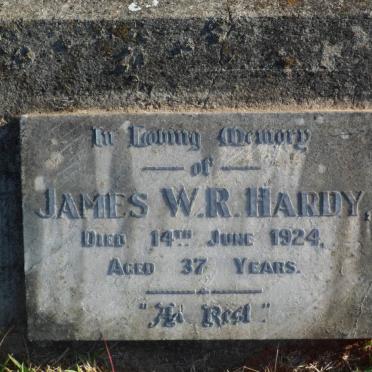 In Loving Memory
of
JAMES W.R. HARDY,
DIED 14TH JUNE 1924,
AGED 37 YEARS.
"At Rest"